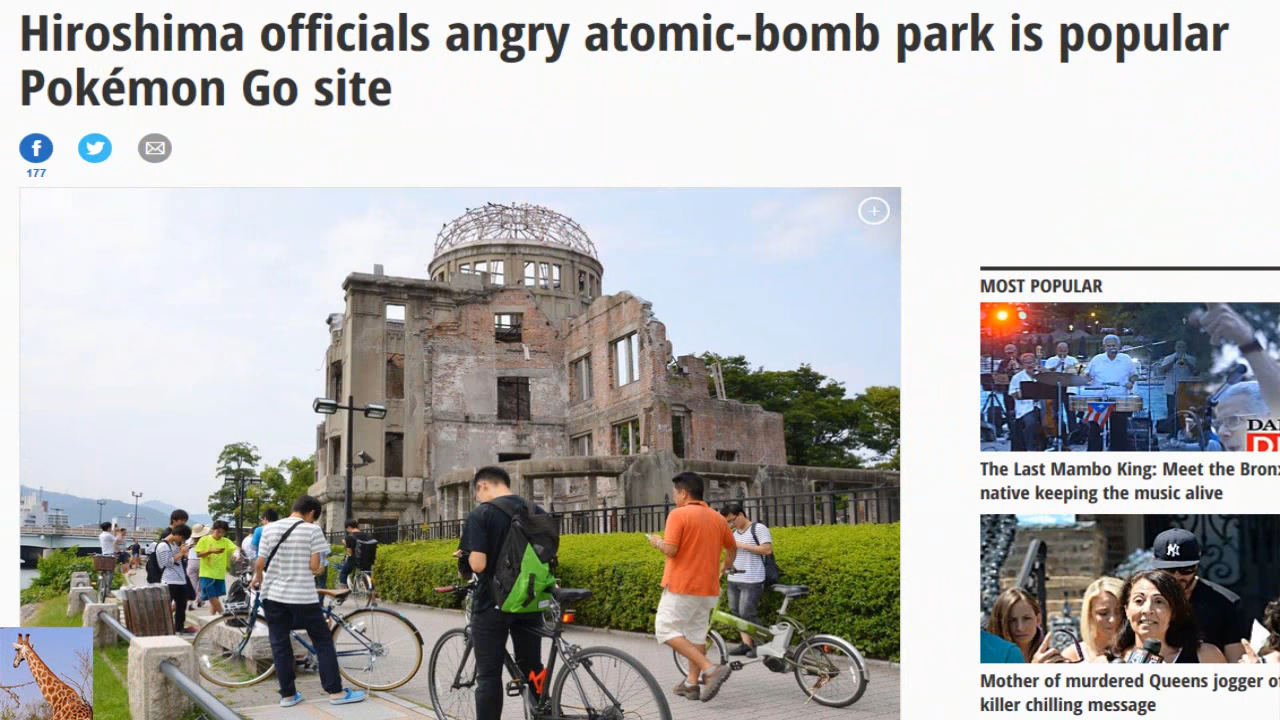 Hiroshima officials angry atomic-bomb park is popular
Pokémon Go site
177
MOST POPULAR
The Last Mambo King: Meet the Bronx
native keeping the music alive
Mother of murdered Queens jogger
killer chilling message